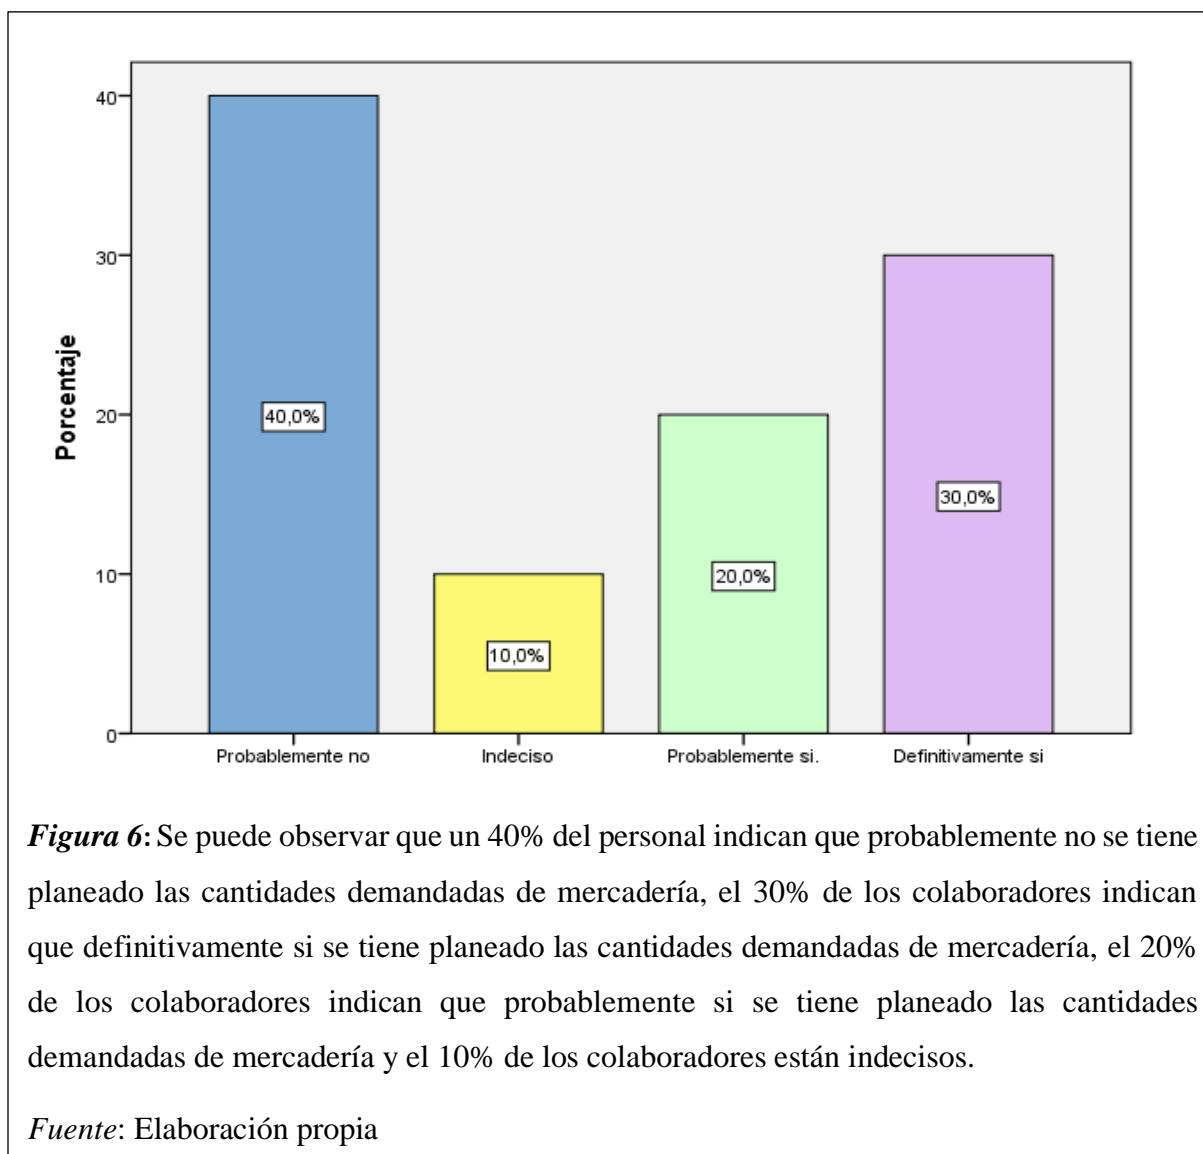 40
30
20
10
0
Porcentaje
40,0%
10,0%
20,0%
30,0%
Probablemente no
Indeciso
Probablemente si.
Definitivamente si
Figura 6: Se puede observar que un 40% del personal indican que probablemente no se tiene
planeado las cantidades demandadas de mercadería, el 30% de los colaboradores indican
que definitivamente si se tiene planeado las cantidades demandadas de mercadería, el 20%
de los colaboradores indican que probablemente si se tiene planeado las cantidades
demandadas de mercadería y el 10% de los colaboradores están indecisos.
Fuente: Elaboración propia